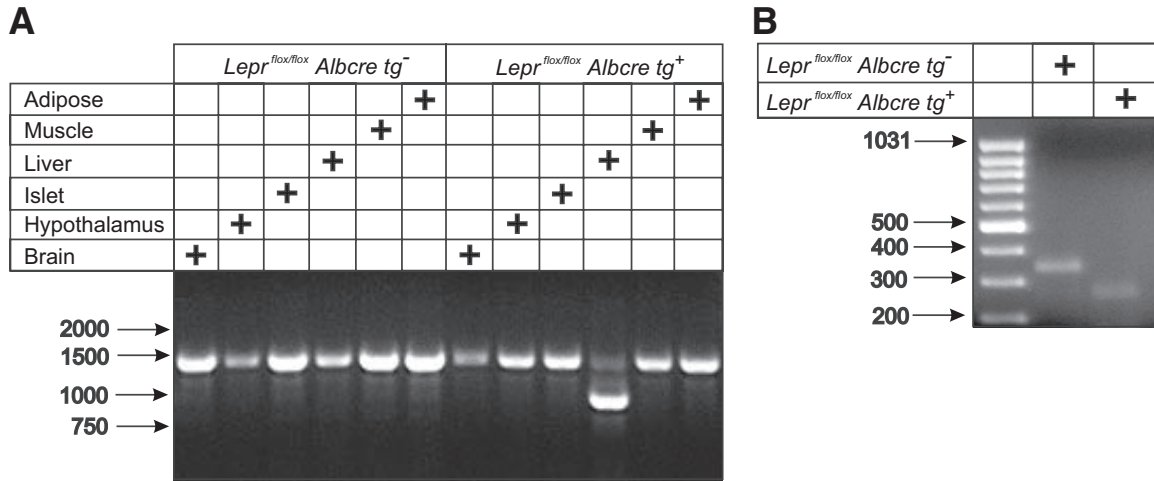 A
Lepr flox/flox Albcre tg- Lepr flox/flox Albcre tg+
Adipose + +
Muscle + +
Liver + +
Islet + +
Hypothalamus + +
Brain + +
2000
1500
1000
750
B
Lepr flox/flox Albcre tg- +
Lepr flox/flox Albcre tg+ +
1031
500
400
300
200